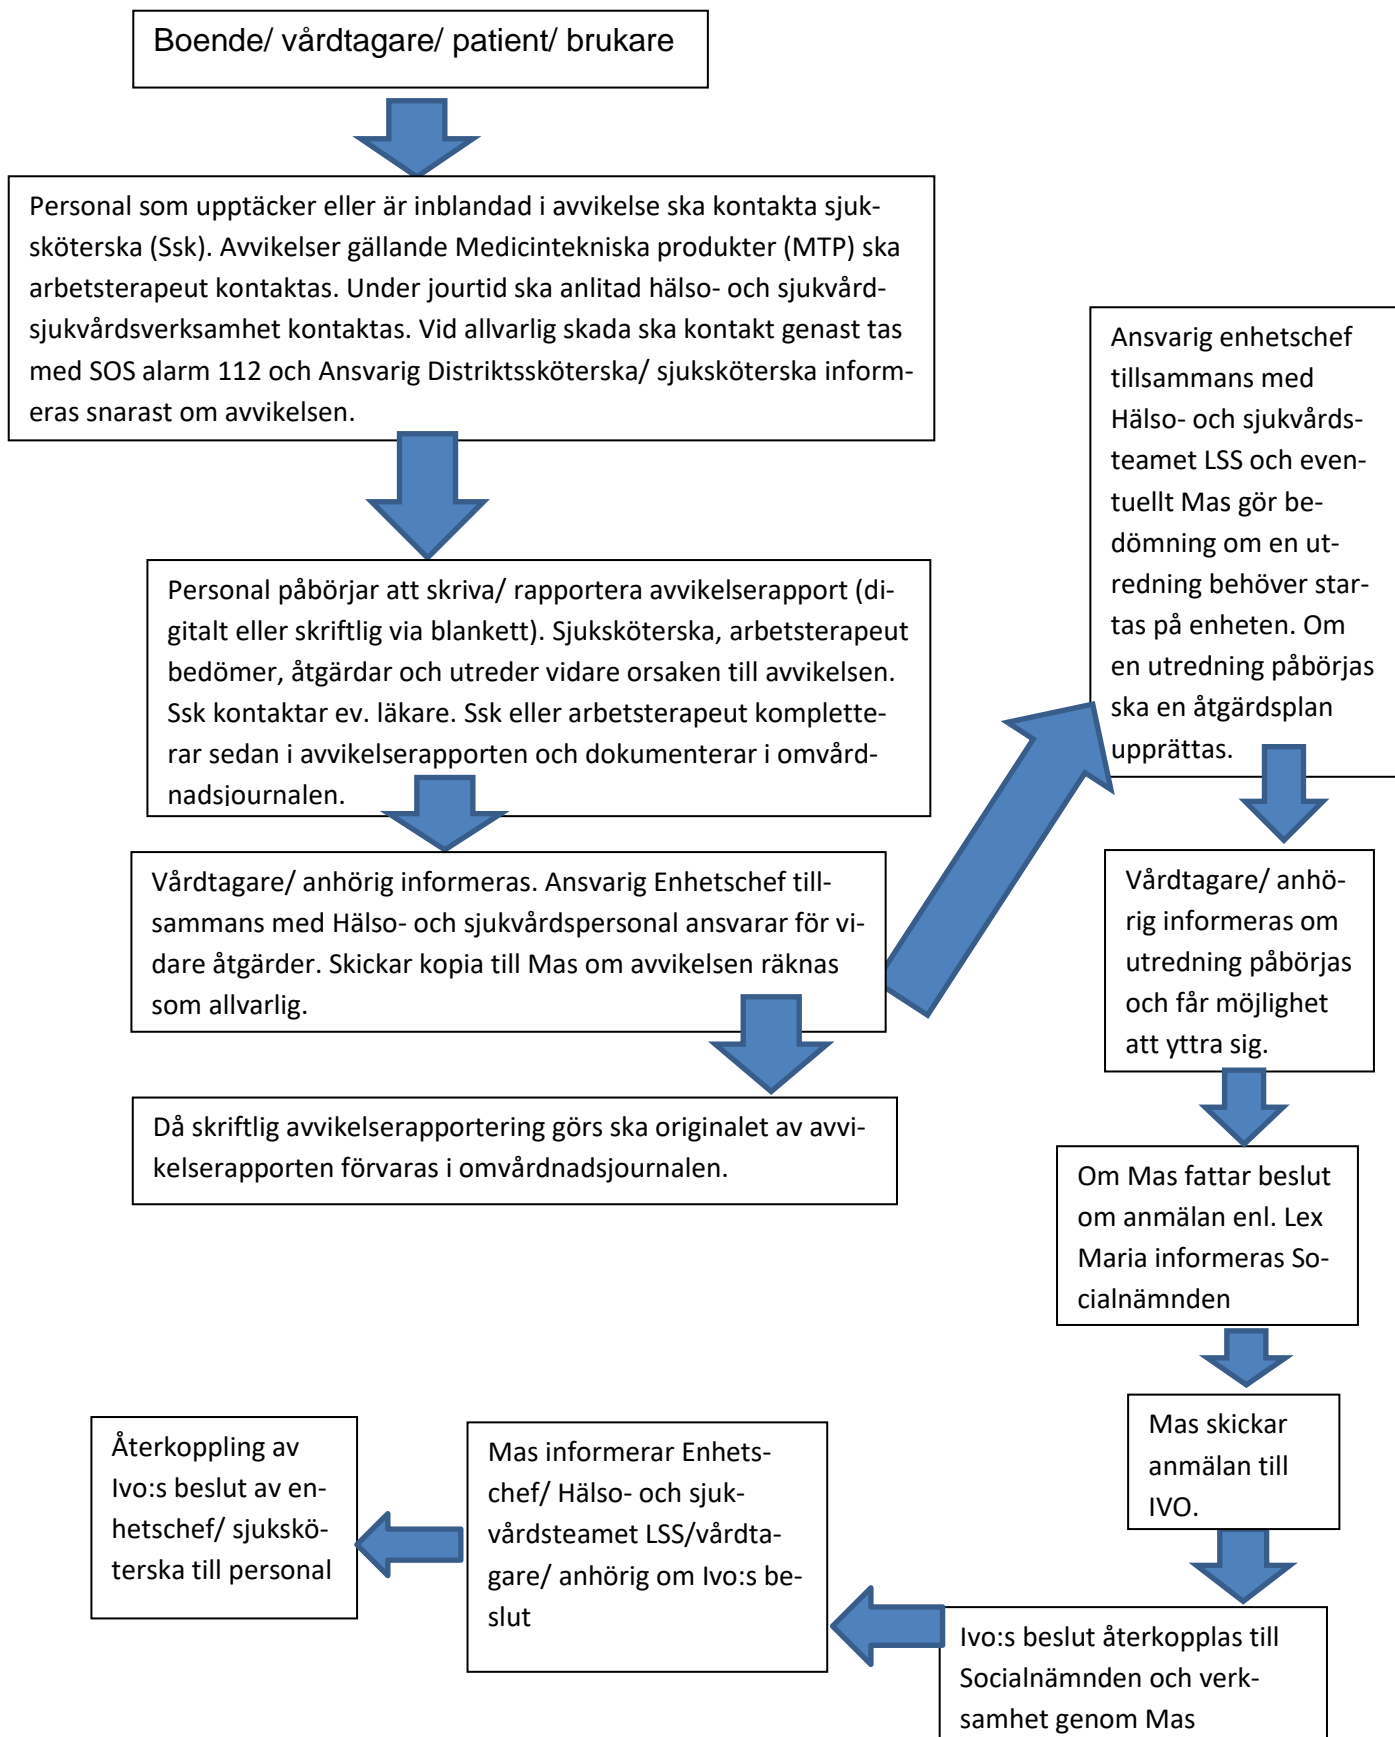 Boende/ vårdtagare/ patient/ brukare
Personal som upptäcker eller är inblandad i avvikelse ska kontakta sjuk-
sköterska (Ssk). Avvikelser gällande Medicintekniska produkter (MTP) ska
arbetsterapeut kontaktas. Under jourtid ska anlitad hälso- och sjukvård-
sjukvårdsverksamhet kontaktas. Vid allvarlig skada ska kontakt genast tas
med SOS alarm 112 och Ansvarig Distriktssköterska/ sjuksköterska inform-
eras snarast om avvikelsen.
Personal påbörjar att skriva/ rapportera avvikelserapport (di-
gitalt eller skriftlig via blankett). Sjuksköterska, arbetsterapeut
bedömer, åtgärdar och utreder vidare orsaken till avvikelsen.
Ssk kontaktar ev. läkare. Ssk eller arbetsterapeut komplette-
rar sedan i avvikelserapporten och dokumenterar i omvård-
nadsjournalen.
Vårdtagare/ anhörig informeras. Ansvarig Enhetschef till-
sammans med Hälso- och sjukvårdspersonal ansvarar för vi-
dare åtgärder. Skickar kopia till Mas om avvikelsen räknas
som allvarlig.
Då skriftlig avvikelserapportering görs ska originalet av avvi-
kelserapporten förvaras i omvårdnadsjournalen.
Ansvarig enhetschef
tillsammans med
Hälso- och sjukvårds-
teamet LSS och even-
tuellt Mas gör be-
dömning om en ut-
redning behöver star-
tas på enheten. Om
en utredning påbörjas
ska en åtgärdsplan
upprättas.
Vårdtagare/ anhö-
rig informeras om
utredning påbörjas
och får möjlighet
att yttra sig.
Om Mas fattar beslut
om anmälan enl. Lex
Maria informeras So-
cialnämnden
Mas skickar
anmälan till
IVO.
Ivo:s beslut återkopplas till
Socialnämnden och verk-
samhet genom Mas
Mas informerar Enhets-
chef/ Hälso- och sjuk-
vårdsteamet LSS/vårdta-
gare/ anhörig om Ivo:s be-
slut
Återkoppling av
Ivo:s beslut av en-
hetschef/ sjukskö-
terska till personal